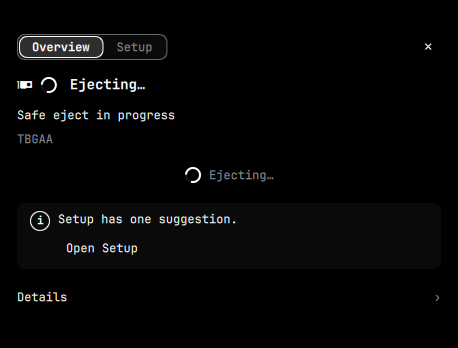 Overview Setup ×
Ejecting…
Safe eject in progress
TBGAA
Ejecting…
i Setup has one suggestion.
Open Setup
Details ›